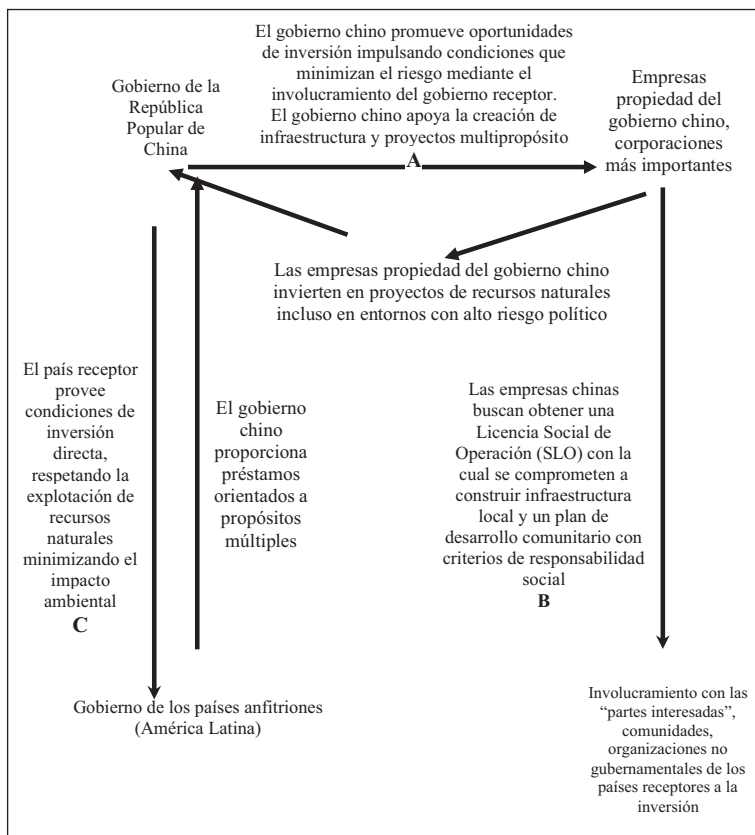 El gobierno chino promueve oportunidades
de inversión impulsando condiciones que
minimizan el riesgo mediante el
involucramiento del gobierno receptor.
El gobierno chino apoya la creación de
infraestructura y proyectos multipropósito
A
Gobierno de la
República
Popular de
China
Empresas
propiedad del
gobierno chino,
corporaciones
más importantes
Las empresas propiedad del gobierno chino
invierten en proyectos de recursos naturales
incluso en entornos con alto riesgo político
El país receptor
provee
condiciones de
inversión
directa,
respetando la
explotación de
recursos
naturales
minimizando el
impacto
ambiental
C
El gobierno
chino
proporciona
préstamos
orientados a
propósitos
múltiples
Las empresas chinas
buscan obtener una
Licencia Social de
Operación (SLO) con la
cual se comprometen a
construir infraestructura
local y un plan de
desarrollo comunitario con
criterios de responsabilidad
social
B
Gobierno de los países anfitriones
(América Latina)
Involucramiento con las
“partes interesadas”,
comunidades,
organizaciones no
gubernamentales de los
países receptores a la
inversión